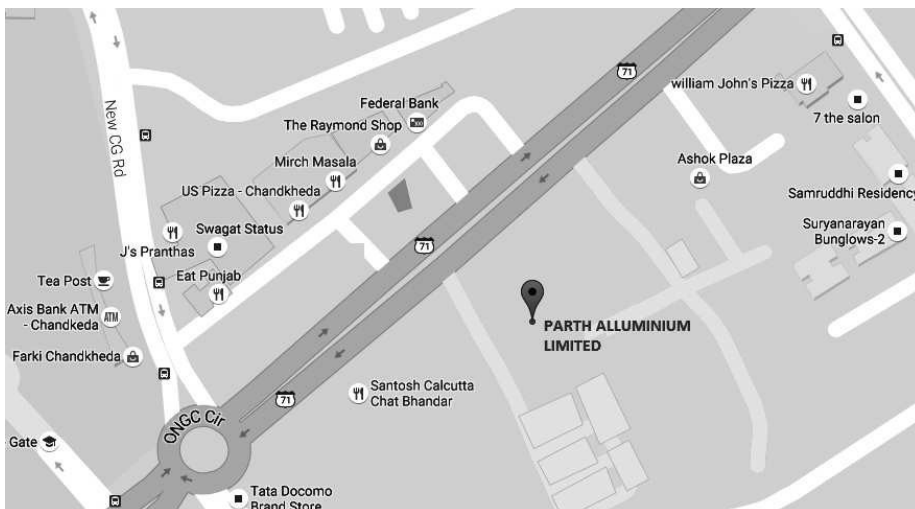 New CG Rd
71
william John's Pizza
7 the salon
Federal Bank
The Raymond Shop
Mirch Masala
US Pizza - Chandkheda
Swagat Status
J's Pranthas
Eat Punjab
Ashok Plaza
Samruddhi Residency
Suryanarayan
Bunglows-2
71
Tea Post
Axis Bank ATM
- Chandkeda
ATM
Farki Chandkheda
PARTH ALLUMINIUM
LIMITED
Santosh Calcutta
Chat Bhandar
71
ONGC Cir
Gate
Tata Docomo
Brand Store